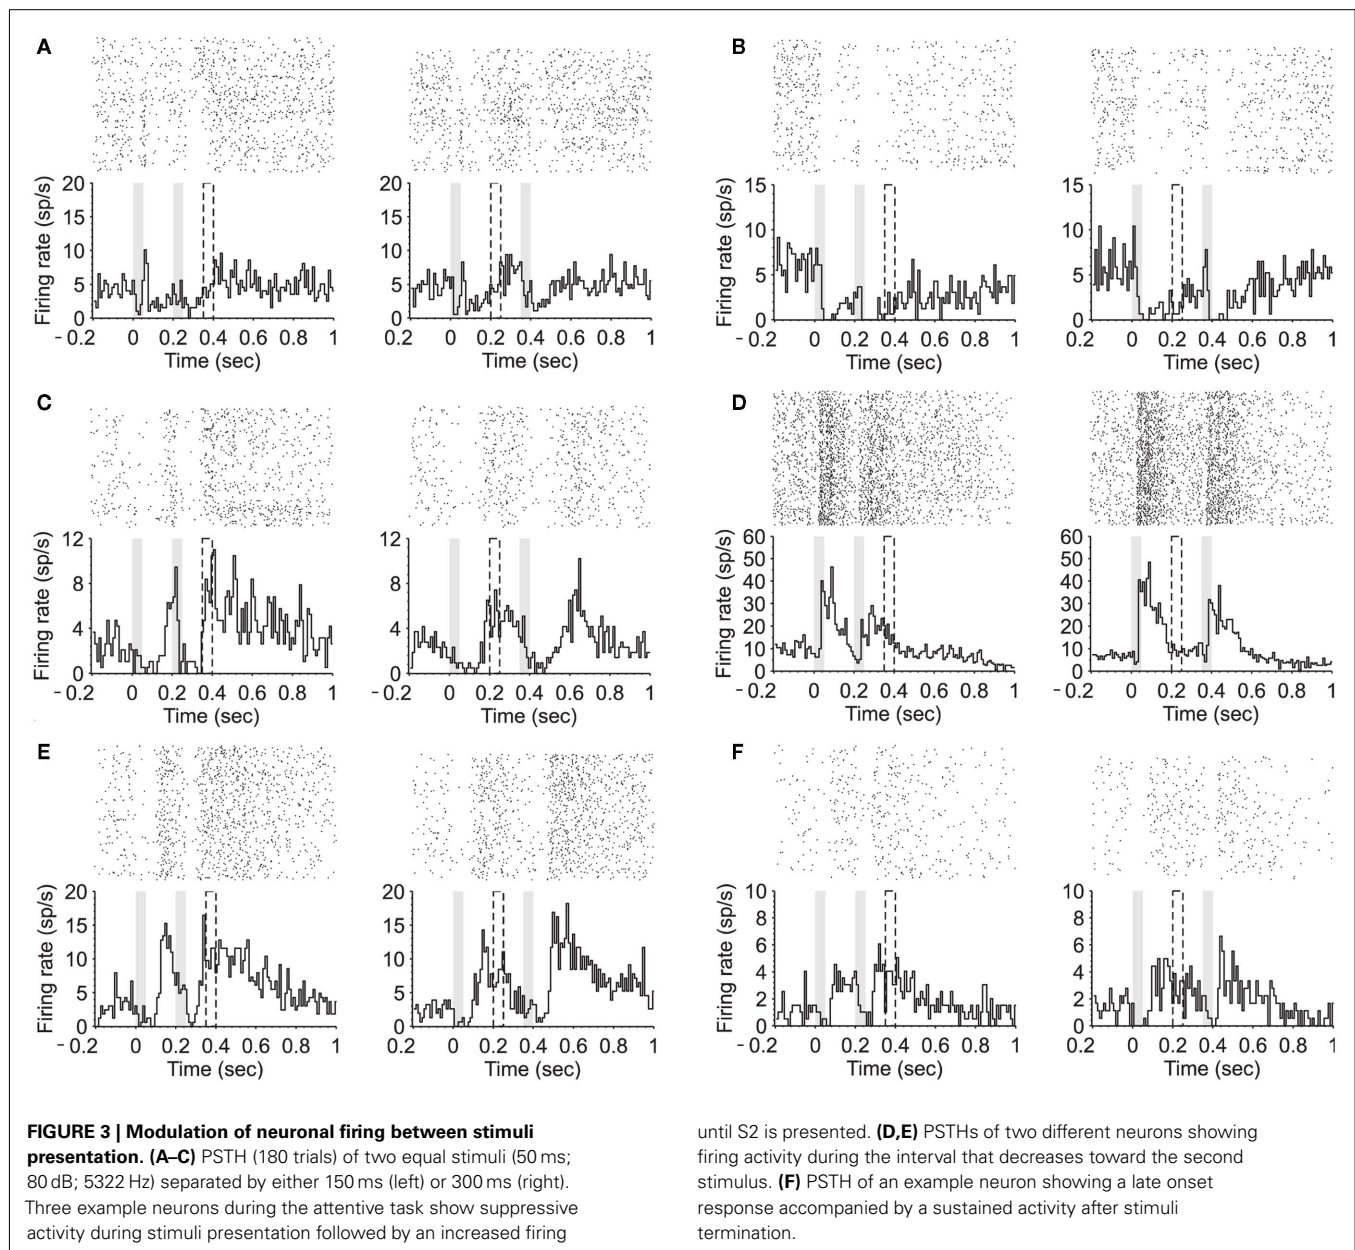 A
B
20
15
10
5
0
Firing rate (sp/s)
- 0.2 0 0.2 0.4 0.6 0.8 1
Time (sec)
20
15
10
5
0
0.2 0 0.2 0.4 0.6 0.8 1
Time (sec)
15
10
5
0
Firing rate (sp/s)
- 0.2 0 0.2 0.4 0.6 0.8 1
Time (sec)
15
10
5
0
0.2 0 0.2 0.4 0.6 0.8 1
Time (sec)
C
D
12
8
4
0
Firing rate (sp/s)
- 0.2 0 0.2 0.4 0.6 0.8 1
Time (sec)
12
8
4
0
0.2 0 0.2 0.4 0.6 0.8 1
Time (sec)
60
50
40
30
20
10
0
Firing rate (sp/s)
- 0.2 0 0.2 0.4 0.6 0.8 1
Time (sec)
60
50
40
30
20
10
0
0.2 0 0.2 0.4 0.6 0.8 1
Time (sec)
E
F
20
15
10
5
0
Firing rate (sp/s)
- 0.2 0 0.2 0.4 0.6 0.8 1
Time (sec)
20
15
10
5
0
0.2 0 0.2 0.4 0.6 0.8 1
Time (sec)
10
8
6
4
2
0
Firing rate (sp/s)
- 0.2 0 0.2 0.4 0.6 0.8 1
Time (sec)
10
8
6
4
2
0
0.2 0 0.2 0.4 0.6 0.8 1
Time (sec)
FIGURE 3 | Modulation of neuronal firing between stimuli
presentation. (A–C) PSTH (180 trials) of two equal stimuli (50 ms;
80 dB; 5322 Hz) separated by either 150 ms (left) or 300 ms (right).
Three example neurons during the attentive task show suppressive
activity during stimuli presentation followed by an increased firing
until S2 is presented. (D,E) PSTHs of two different neurons showing
firing activity during the interval that decreases toward the second
stimulus. (F) PSTH of an example neuron showing a late onset
response accompanied by a sustained activity after stimuli
termination.